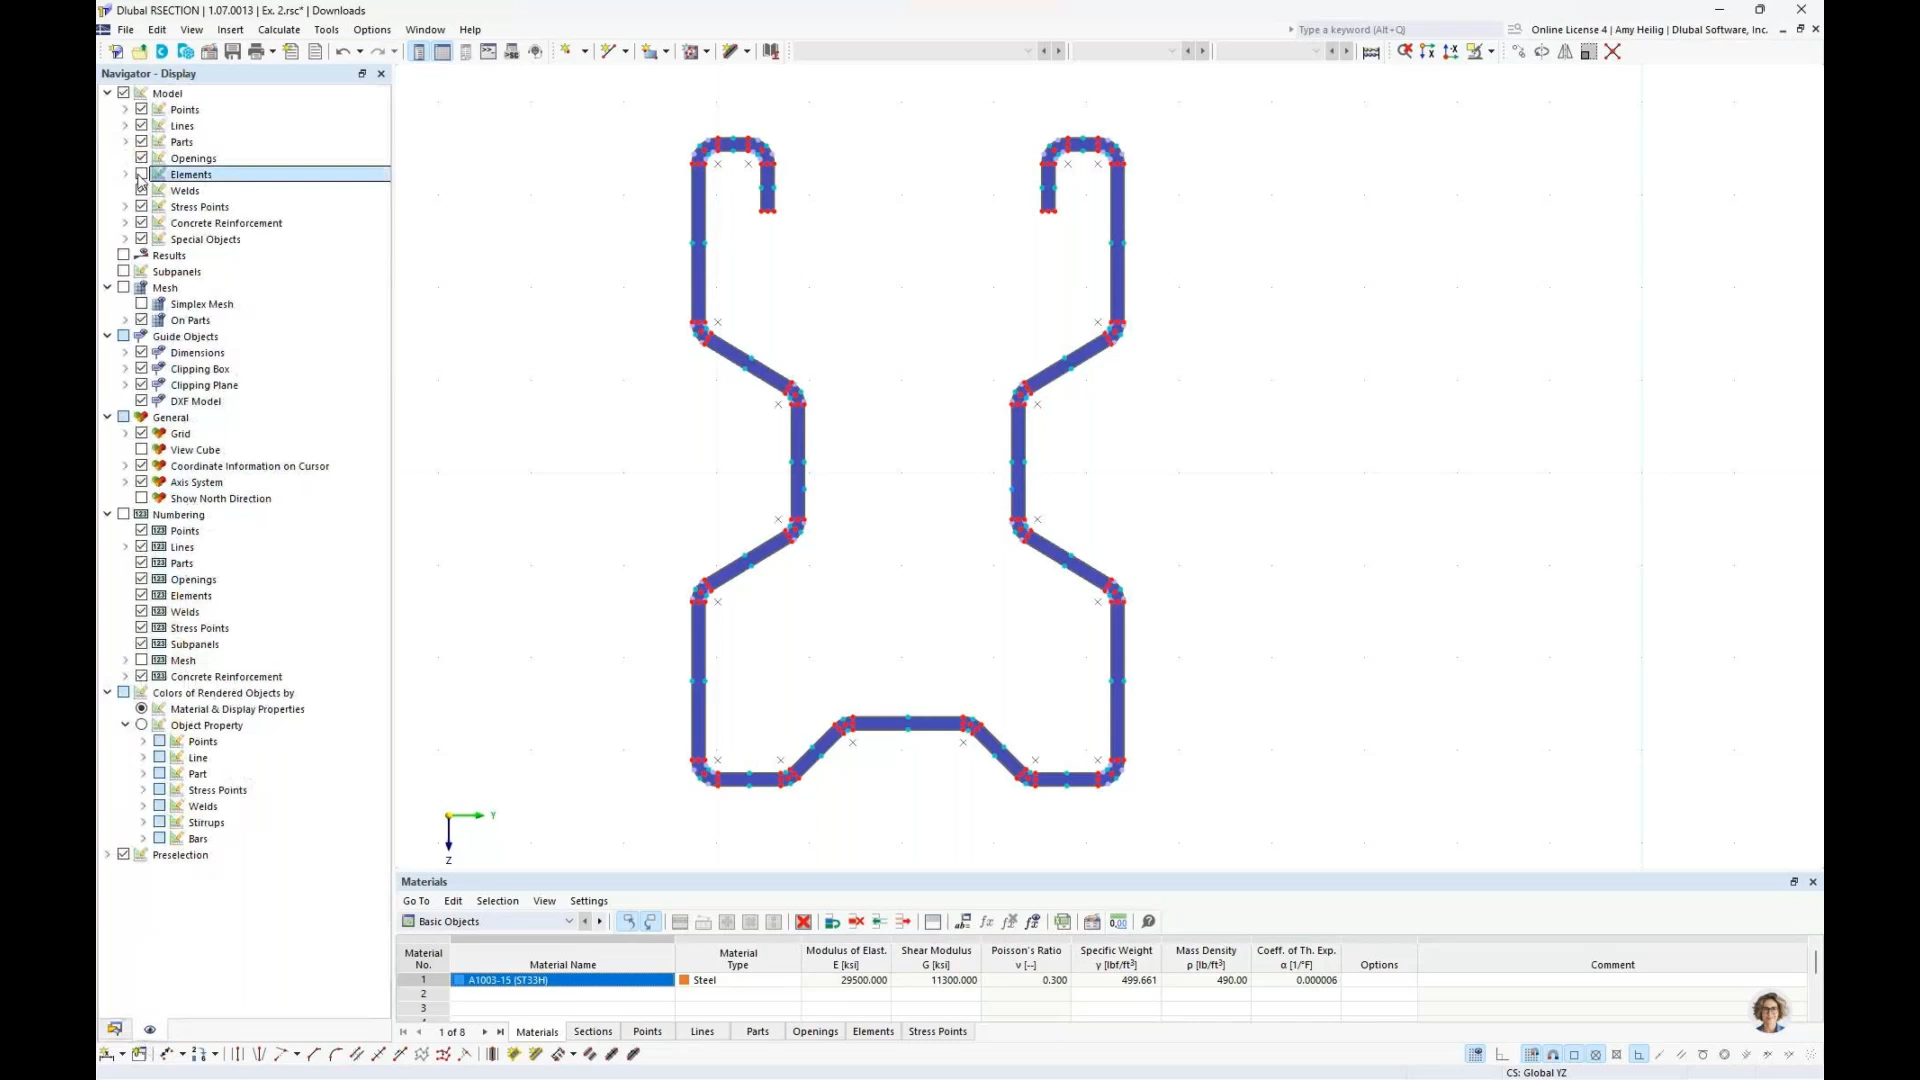 Dlubal RSECTION | 1.07.0013 | Ex. 2.rsc* | Downloads
File Edit View Insert Calculate Tools Options Window Help
Type a keyword (Alt+Q)
Online License 4 | Amy Heilig | Dlubal Software, Inc.
Navigator - Display
Model
Points
Lines
Parts
Openings
Elements
Welds
Stress Points
Concrete Reinforcement
Special Objects
Results
Subpanels
Mesh
Simplex Mesh
On Parts
Guide Objects
Dimensions
Clipping Box
Clipping Plane
DXF Model
General
Grid
View Cube
Coordinate Information on Cursor
Axis System
Show North Direction
Numbering
Points
Lines
Parts
Openings
Elements
Welds
Stress Points
Subpanels
Mesh
Concrete Reinforcement
Colors of Rendered Objects by
Material & Display Properties
Object Property
Points
Line
Part
Stress Points
Welds
Stirrups
Bars
Preselection
Y
Z
Materials
Go To Edit Selection View Settings
Basic Objects
Material No. Material Name Material Type Modulus of Elast. E [ksi] Shear Modulus G [ksi] Poisson's Ratio ν [--] Specific Weight γ [lbf/ft³] Mass Density ρ [lb/ft³] Coeff. of Th. Exp. α [1/°F] Options Comment
1 A1003-15 (ST33H) Steel 29500.000 11300.000 0.300 499.661 490.00 0.000006
2
3
1 of 8 Materials Sections Points Lines Parts Openings Elements Stress Points
CS: Global YZ